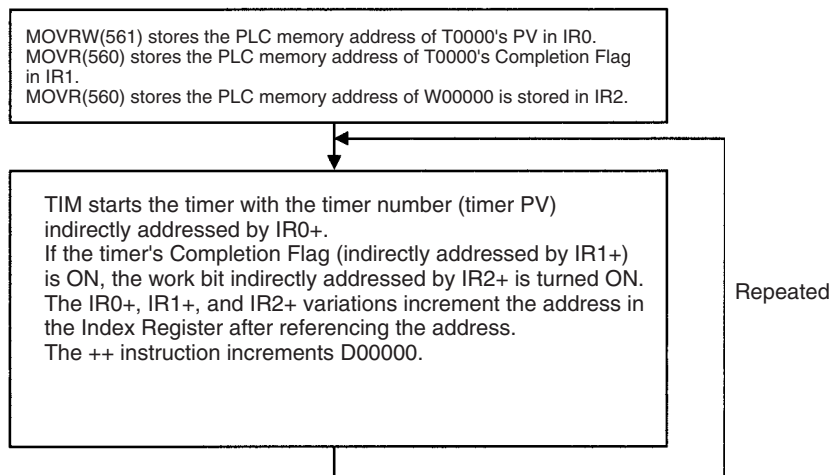 MOVRW(561) stores the PLC memory address of T0000's PV in IR0.
MOVR(560) stores the PLC memory address of T0000's Completion Flag
in IR1.
MOVR(560) stores the PLC memory address of W00000 is stored in IR2.
TIM starts the timer with the timer number (timer PV)
indirectly addressed by IR0+.
If the timer's Completion Flag (indirectly addressed by IR1+)
is ON, the work bit indirectly addressed by IR2+ is turned ON.
The IR0+, IR1+, and IR2+ variations increment the address in
the Index Register after referencing the address.
The ++ instruction increments D00000.
Repeated